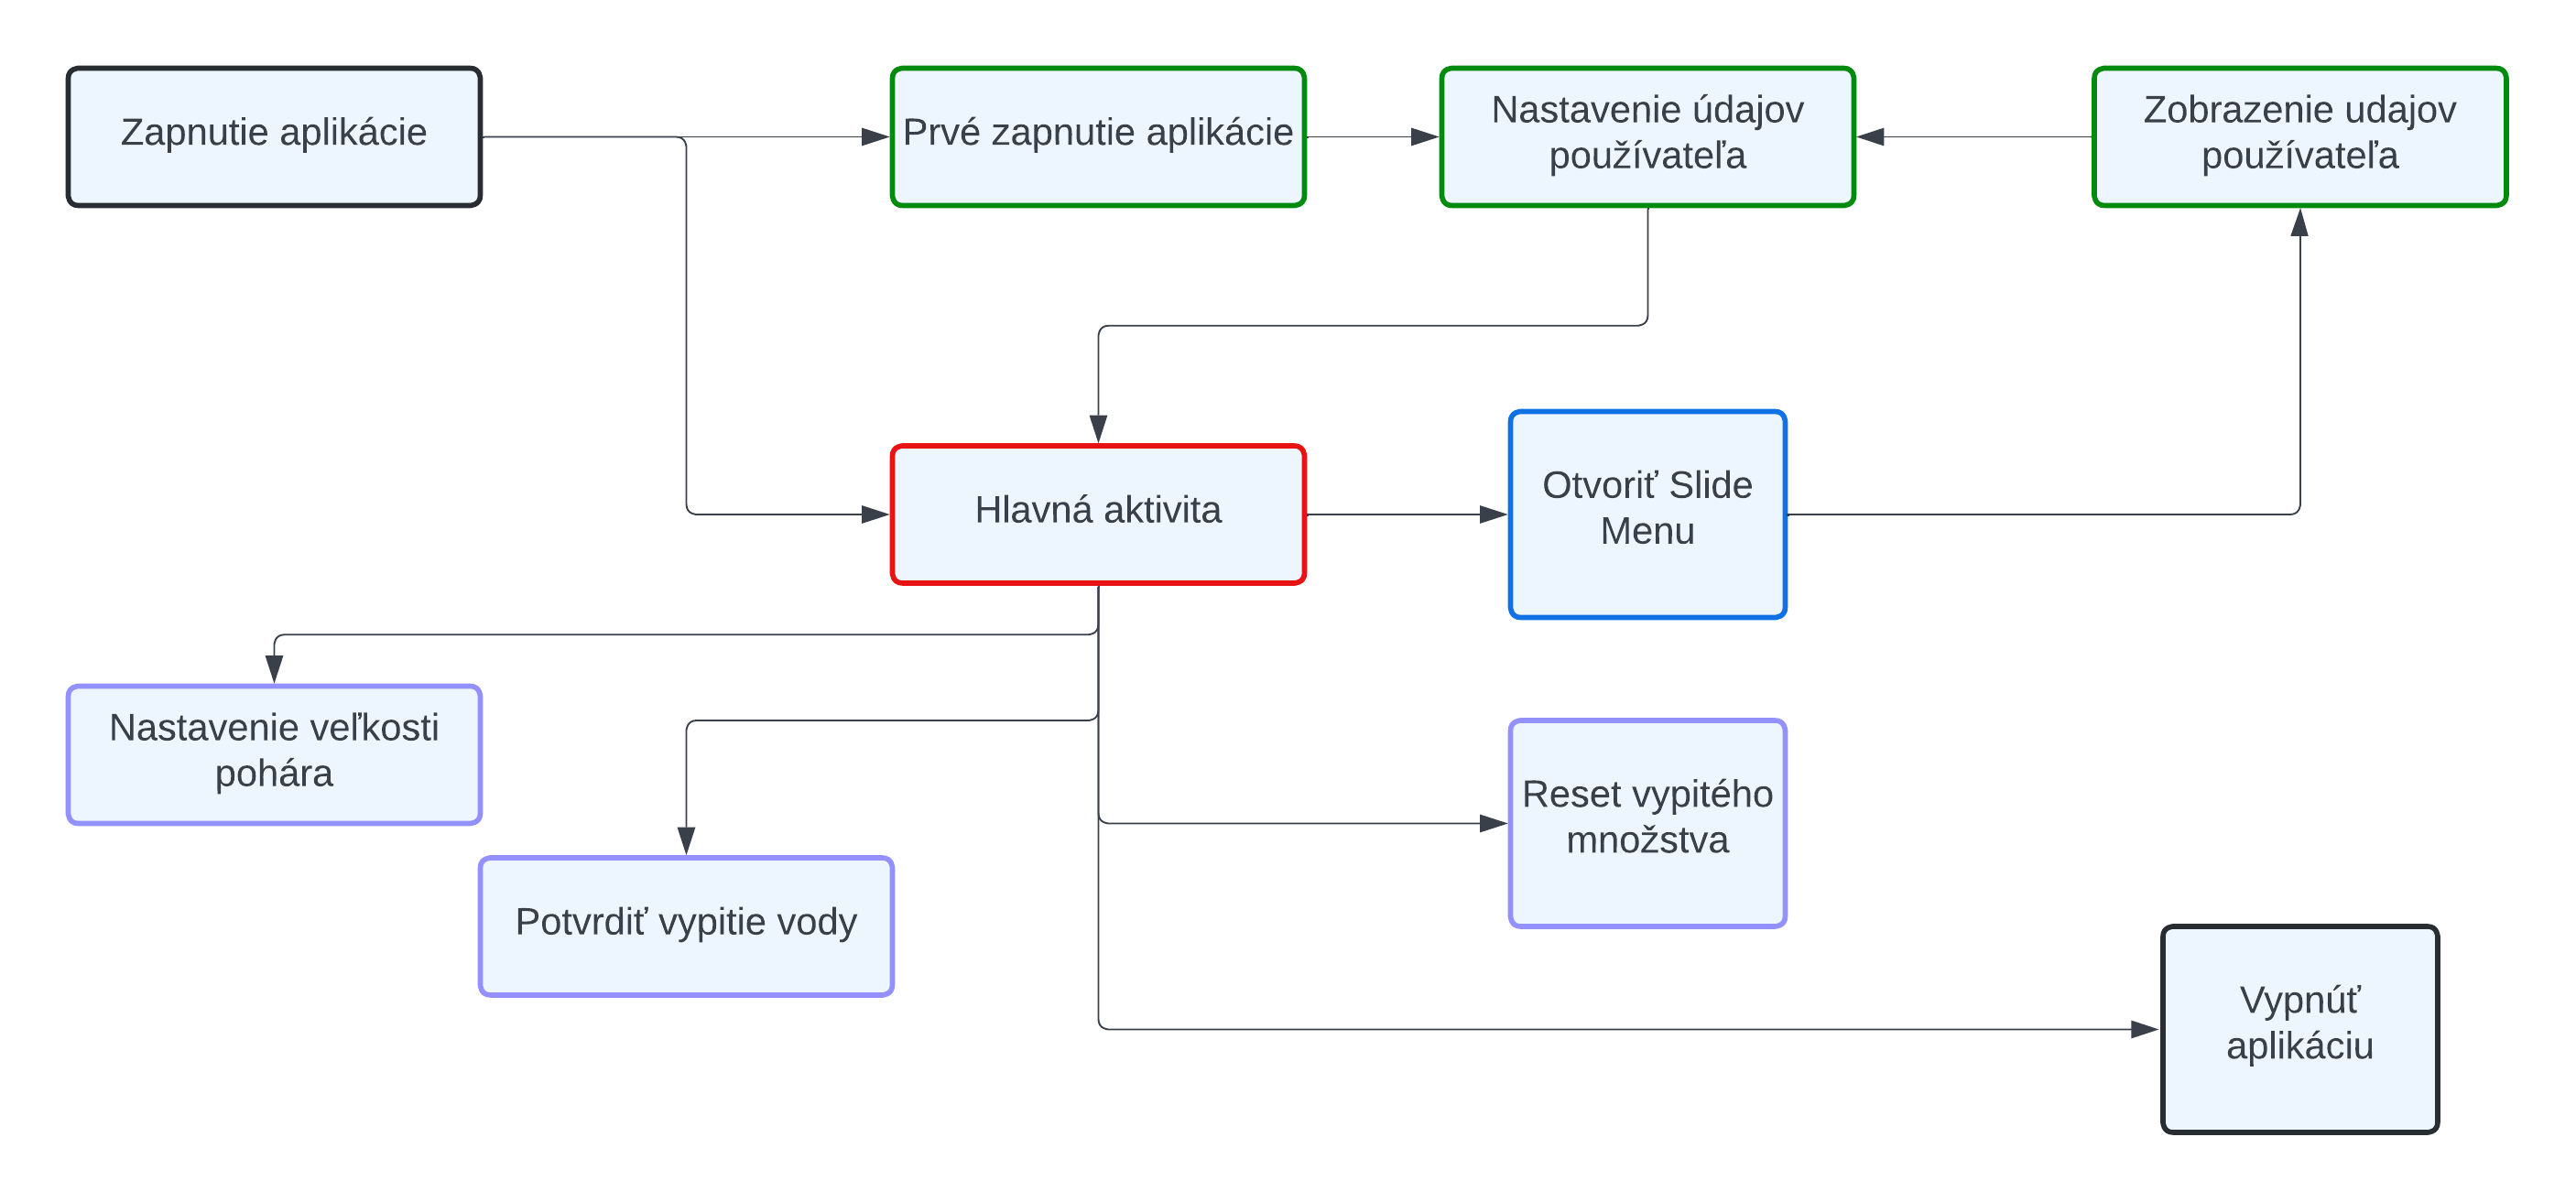 Zapnutie aplikácie
Prvé zapnutie aplikácie
Nastavenie údajov
používateľa
Zobrazenie udajov
používateľa
Hlavná aktivita
Otvoriť Slide
Menu
Nastavenie veľkosti
pohára
Potvrdiť vypitie vody
Reset vypitého
množstva
Vypnúť
aplikáciu